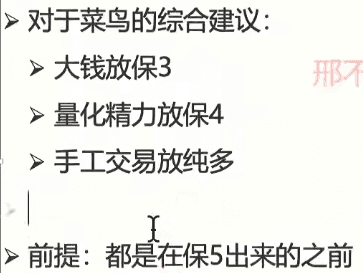 ➢ 对于菜鸟的综合建议：
➢ 大钱放保3
➢ 量化精力放保4
➢ 手工交易放纯多
➢ 前提：都是在保5出来的之前